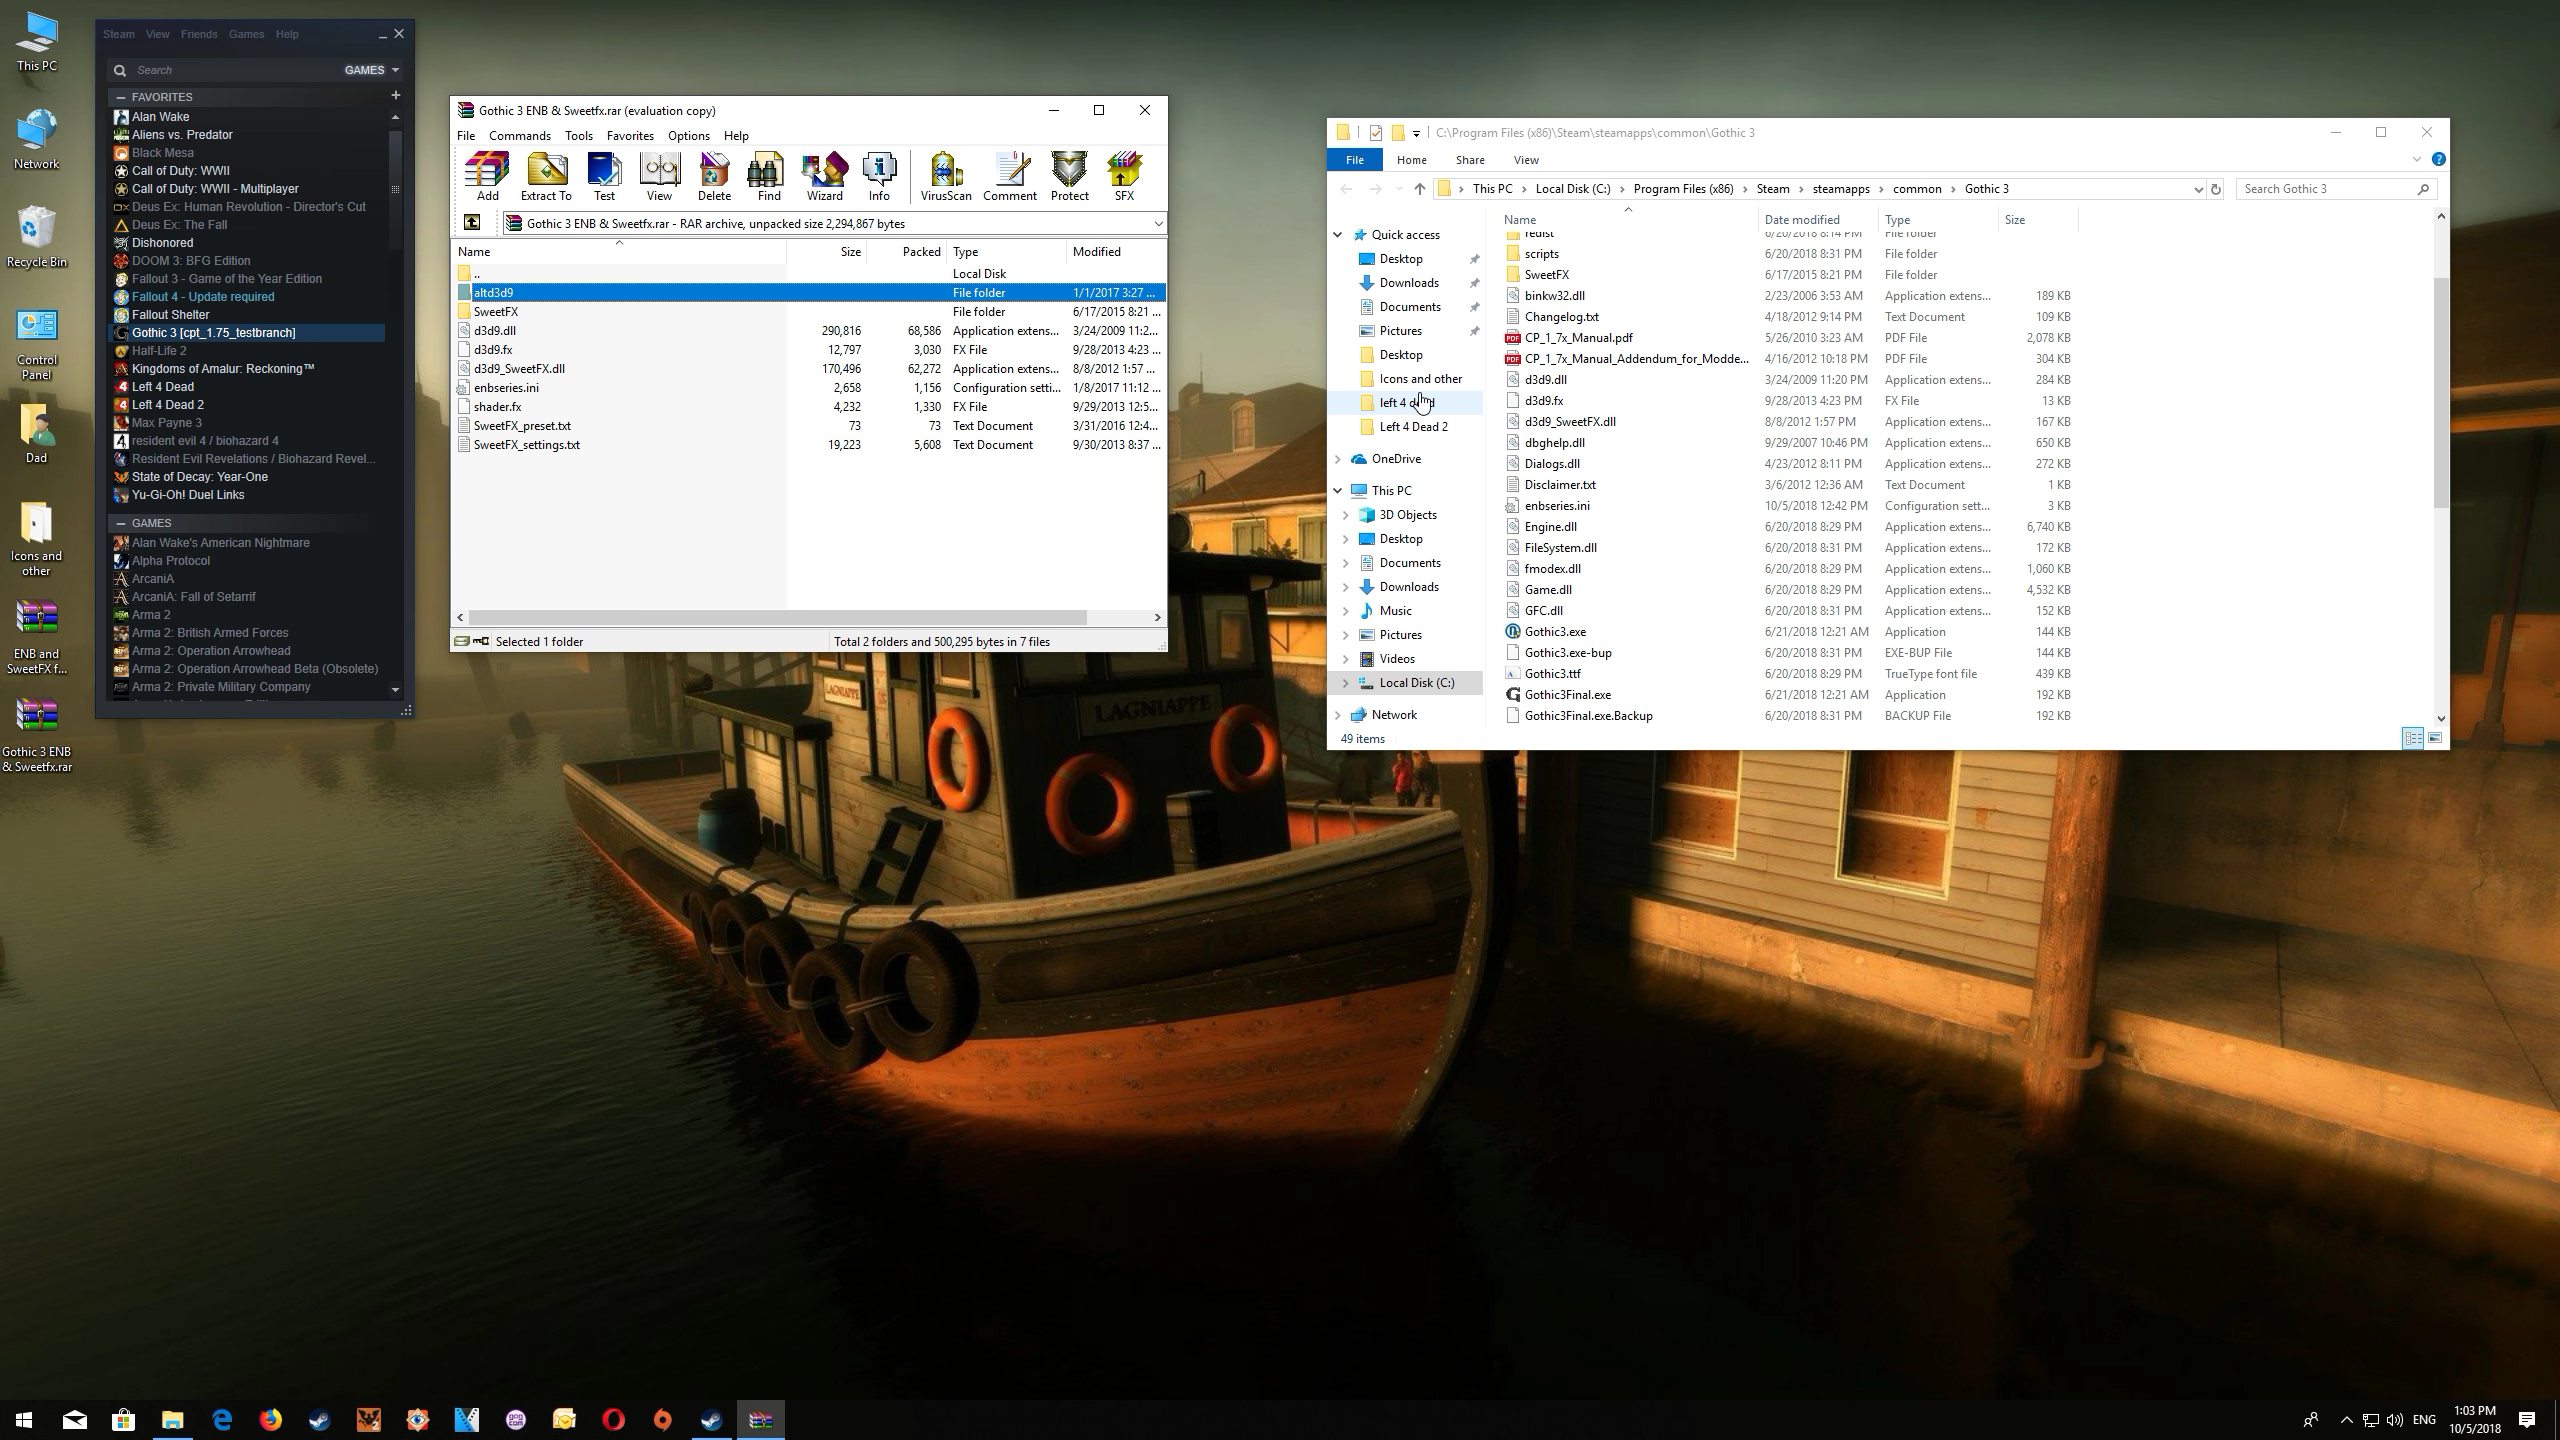 This PC
Network
Recycle Bin
Control
Panel
Dad
Icons and
other
ENB and
SweetFX f...
Gothic 3 ENB
& Sweetfx.rar
Steam View Friends Games Help
Search GAMES
FAVORITES
Alan Wake
Aliens vs. Predator
Black Mesa
Call of Duty: WWII
Call of Duty: WWII - Multiplayer
Deus Ex: Human Revolution - Director's Cut
Deus Ex: The Fall
Dishonored
DOOM 3: BFG Edition
Fallout 3 - Game of the Year Edition
Fallout 4 - Update required
Fallout Shelter
Gothic 3 [cpt_1.75_testbranch]
Half-Life 2
Kingdoms of Amalur: Reckoning™
Left 4 Dead
Left 4 Dead 2
Max Payne 3
resident evil 4 / biohazard 4
Resident Evil Revelations / Biohazard Revel...
State of Decay: Year-One
Yu-Gi-Oh! Duel Links
GAMES
Alan Wake's American Nightmare
Alpha Protocol
ArcaniA
ArcaniA: Fall of Setarrif
Arma 2
Arma 2: British Armed Forces
Arma 2: Operation Arrowhead
Arma 2: Operation Arrowhead Beta (Obsolete)
Arma 2: Private Military Company
Gothic 3 ENB & Sweetfx.rar (evaluation copy)
File Commands Tools Favorites Options Help
Add Extract To Test View Delete Find Wizard Info VirusScan Comment Protect SFX
Gothic 3 ENB & Sweetfx.rar - RAR archive, unpacked size 2,294,867 bytes
Name Size Packed Type Modified
.. Local Disk
altd3d9 File folder 1/1/2017 3:27 ...
SweetFX File folder 6/17/2015 8:21 ...
d3d9.dll 290,816 68,586 Application extens... 3/24/2009 11:2...
d3d9.fx 12,797 3,030 FX File 9/28/2013 4:23 ...
d3d9_SweetFX.dll 170,496 62,272 Application extens... 8/8/2012 1:57 ...
enbseries.ini 2,658 1,156 Configuration setti... 1/8/2017 11:12 ...
shader.fx 4,232 1,330 FX File 9/29/2013 12:5...
SweetFX_preset.txt 73 73 Text Document 3/31/2016 12:4...
SweetFX_settings.txt 19,223 5,608 Text Document 9/30/2013 8:37 ...
Selected 1 folder Total 2 folders and 500,295 bytes in 7 files
C:\Program Files (x86)\Steam\steamapps\common\Gothic 3
File Home Share View
This PC Local Disk (C:) Program Files (x86) Steam steamapps common Gothic 3 Search Gothic 3
Quick access
Desktop
Downloads
Documents
Pictures
Desktop
Icons and other
left 4
Left 4 Dead 2
OneDrive
This PC
3D Objects
Desktop
Documents
Downloads
Music
Pictures
Videos
Local Disk (C:)
Network
Name Date modified Type Size
redist 6/20/2018 8:14 PM File folder
scripts 6/20/2018 8:31 PM File folder
SweetFX 6/17/2015 8:21 PM File folder
binkw32.dll 2/23/2006 3:53 AM Application extens... 189 KB
Changelog.txt 4/18/2012 9:14 PM Text Document 109 KB
CP_1_7x_Manual.pdf 5/26/2010 3:23 AM PDF File 2,078 KB
CP_1_7x_Manual_Addendum_for_Modde... 4/16/2012 10:18 PM PDF File 304 KB
d3d9.dll 3/24/2009 11:20 PM Application extens... 284 KB
d3d9.fx 9/28/2013 4:23 PM FX File 13 KB
d3d9_SweetFX.dll 8/8/2012 1:57 PM Application extens... 167 KB
dbghelp.dll 9/29/2007 10:46 PM Application extens... 650 KB
Dialogs.dll 4/23/2012 8:11 PM Application extens... 272 KB
Disclaimer.txt 3/6/2012 12:36 AM Text Document 1 KB
enbseries.ini 10/5/2018 12:42 PM Configuration sett... 3 KB
Engine.dll 6/20/2018 8:29 PM Application extens... 6,740 KB
FileSystem.dll 6/20/2018 8:31 PM Application extens... 172 KB
fmodex.dll 6/20/2018 8:29 PM Application extens... 1,060 KB
Game.dll 6/20/2018 8:29 PM Application extens... 4,532 KB
GFC.dll 6/20/2018 8:31 PM Application extens... 152 KB
Gothic3.exe 6/21/2018 12:21 AM Application 144 KB
Gothic3.exe-bup 6/20/2018 8:31 PM EXE-BUP File 144 KB
Gothic3.ttf 6/20/2018 8:29 PM TrueType font file 439 KB
Gothic3Final.exe 6/21/2018 12:21 AM Application 192 KB
Gothic3Final.exe.Backup 6/20/2018 8:31 PM BACKUP File 192 KB
49 items
LAGNIAPPE
LAGNIAPPE
ENG
1:03 PM
10/5/2018